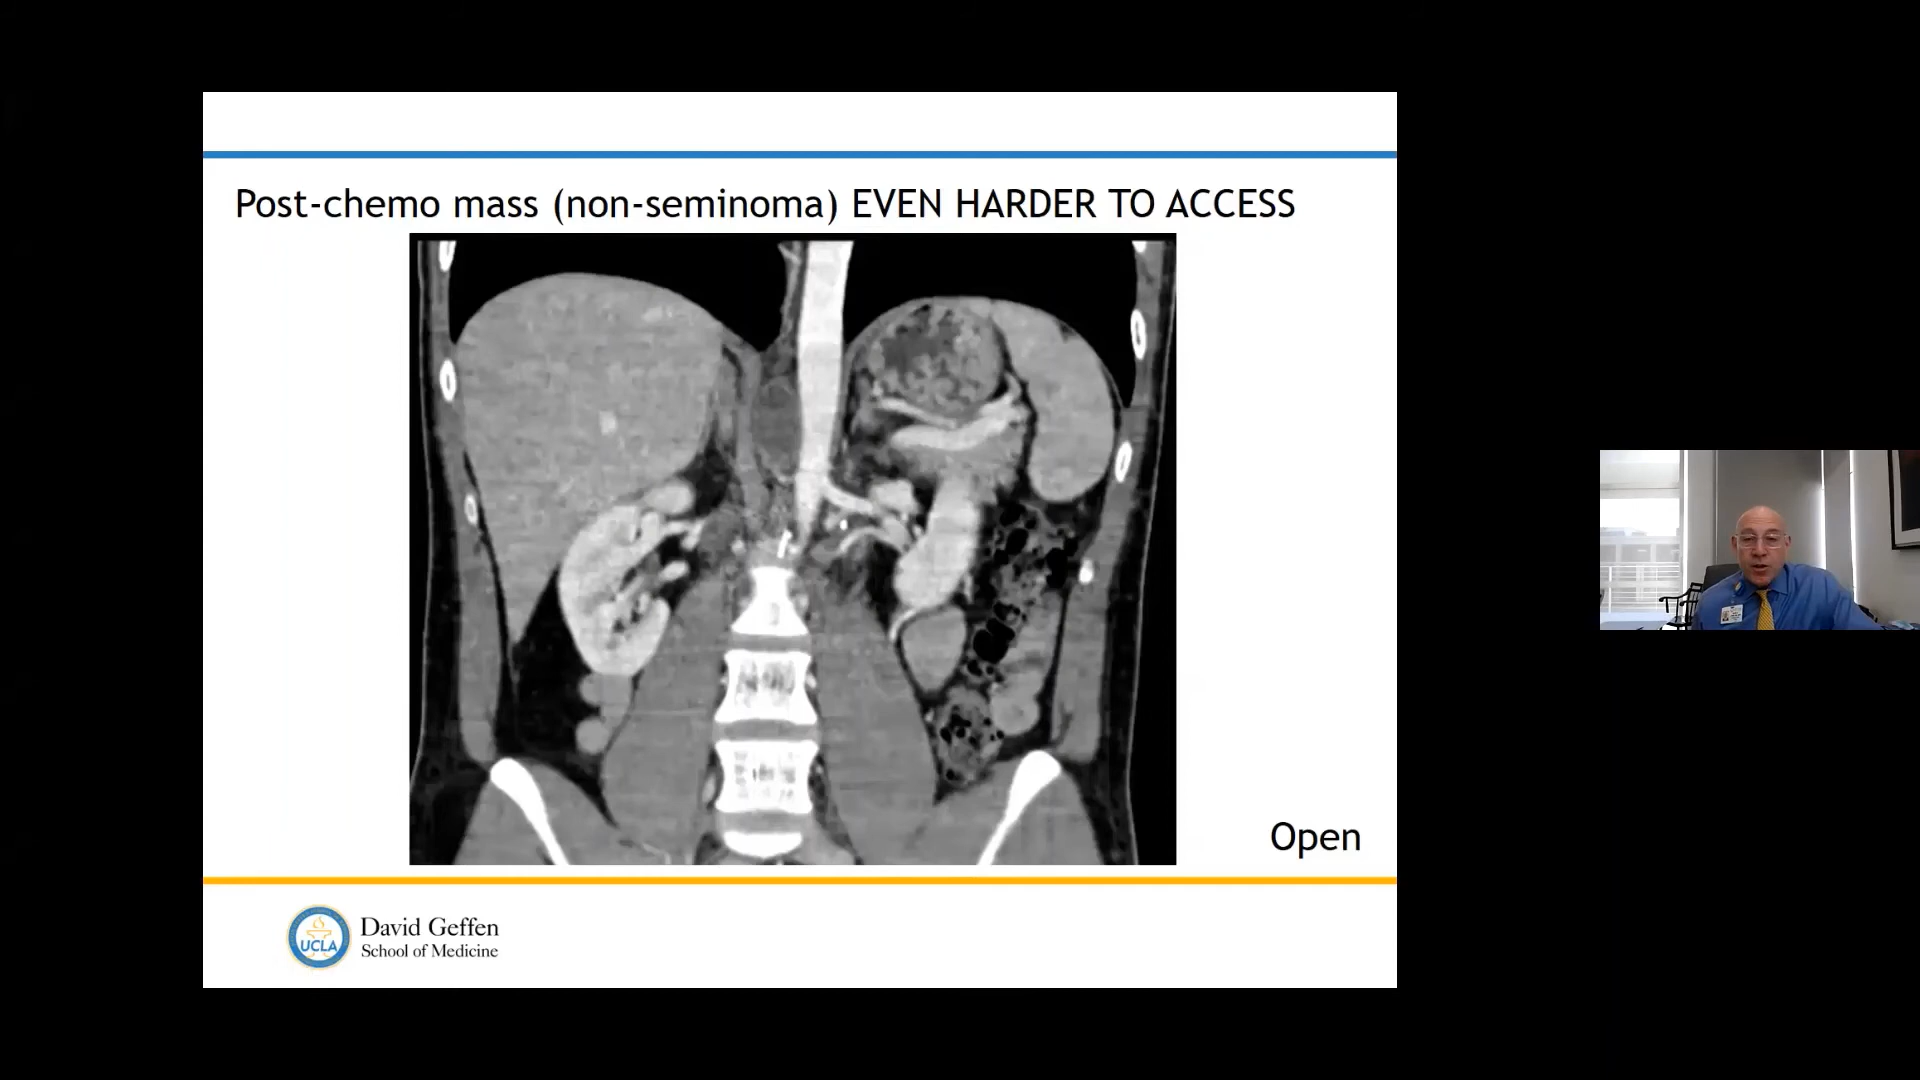 Post-chemo mass (non-seminoma) EVEN HARDER TO ACCESS
Open
UCLA
David Geffen
School of Medicine